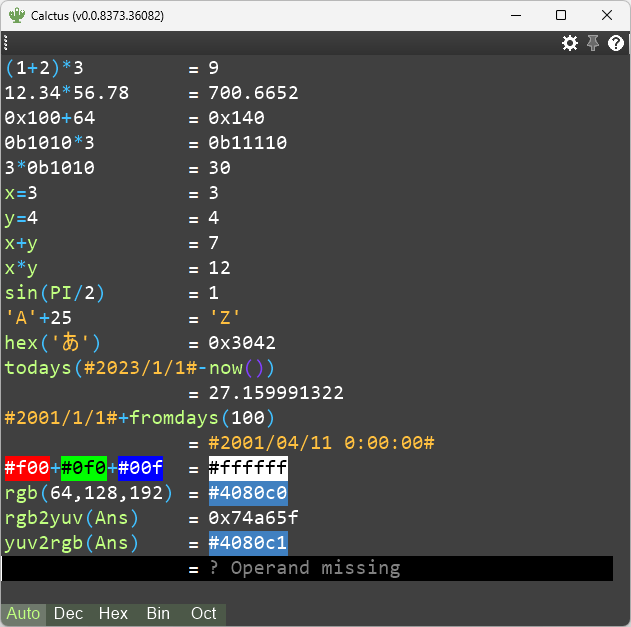 Calctus (v0.0.8373.36082)
(1+2)*3 = 9
12.34*56.78 = 700.6652
0x100+64 = 0x140
0b1010*3 = 0b11110
3*0b1010 = 30
x=3 = 3
y=4 = 4
x+y = 7
x*y = 12
sin(PI/2) = 1
'A'+25 = 'Z'
hex('あ') = 0x3042
todays(#2023/1/1#-now())
= 27.159991322
#2001/1/1#+fromdays(100)
= #2001/04/11 0:00:00#
#f00+#0f0+#00f = #ffffff
rgb(64,128,192) = #4080c0
rgb2yuv(Ans) = 0x74a65f
yuv2rgb(Ans) = #4080c1
= ? Operand missing
Auto Dec Hex Bin Oct